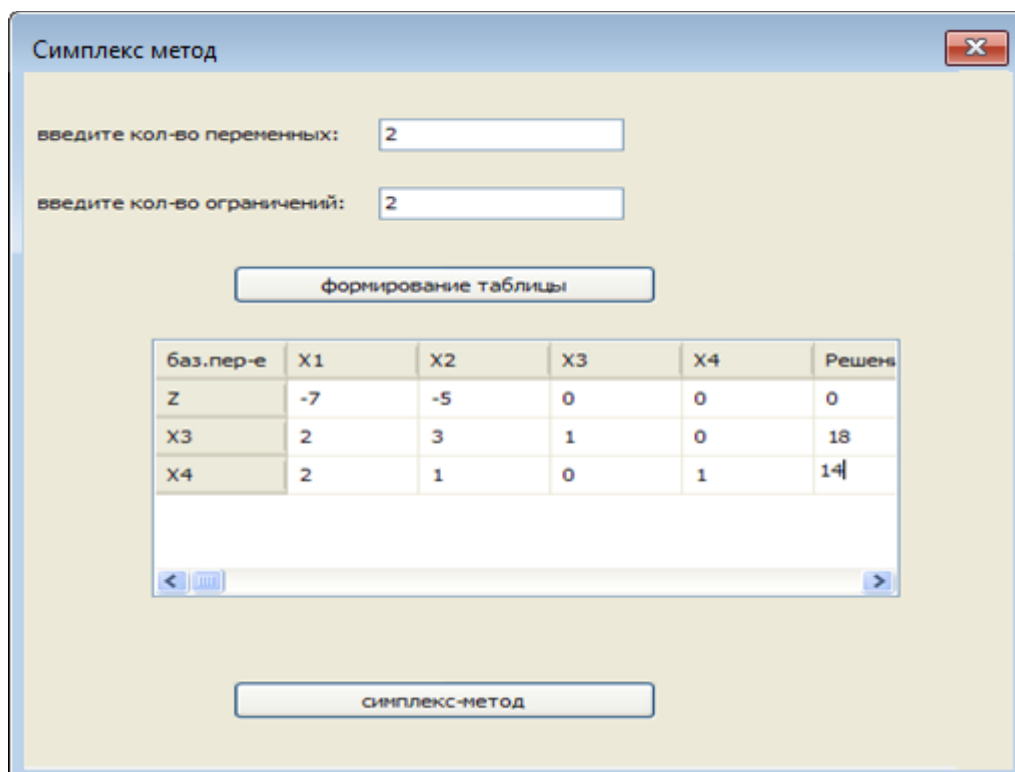 Симплекс метод
введите кол-во переменных: 2
введите кол-во ограничений: 2
формирование таблицы
баз.пер-е X1 X2 X3 X4 Решени
Z -7 -5 0 0 0
X3 2 3 1 0 18
X4 2 1 0 1 14
симплекс-метод